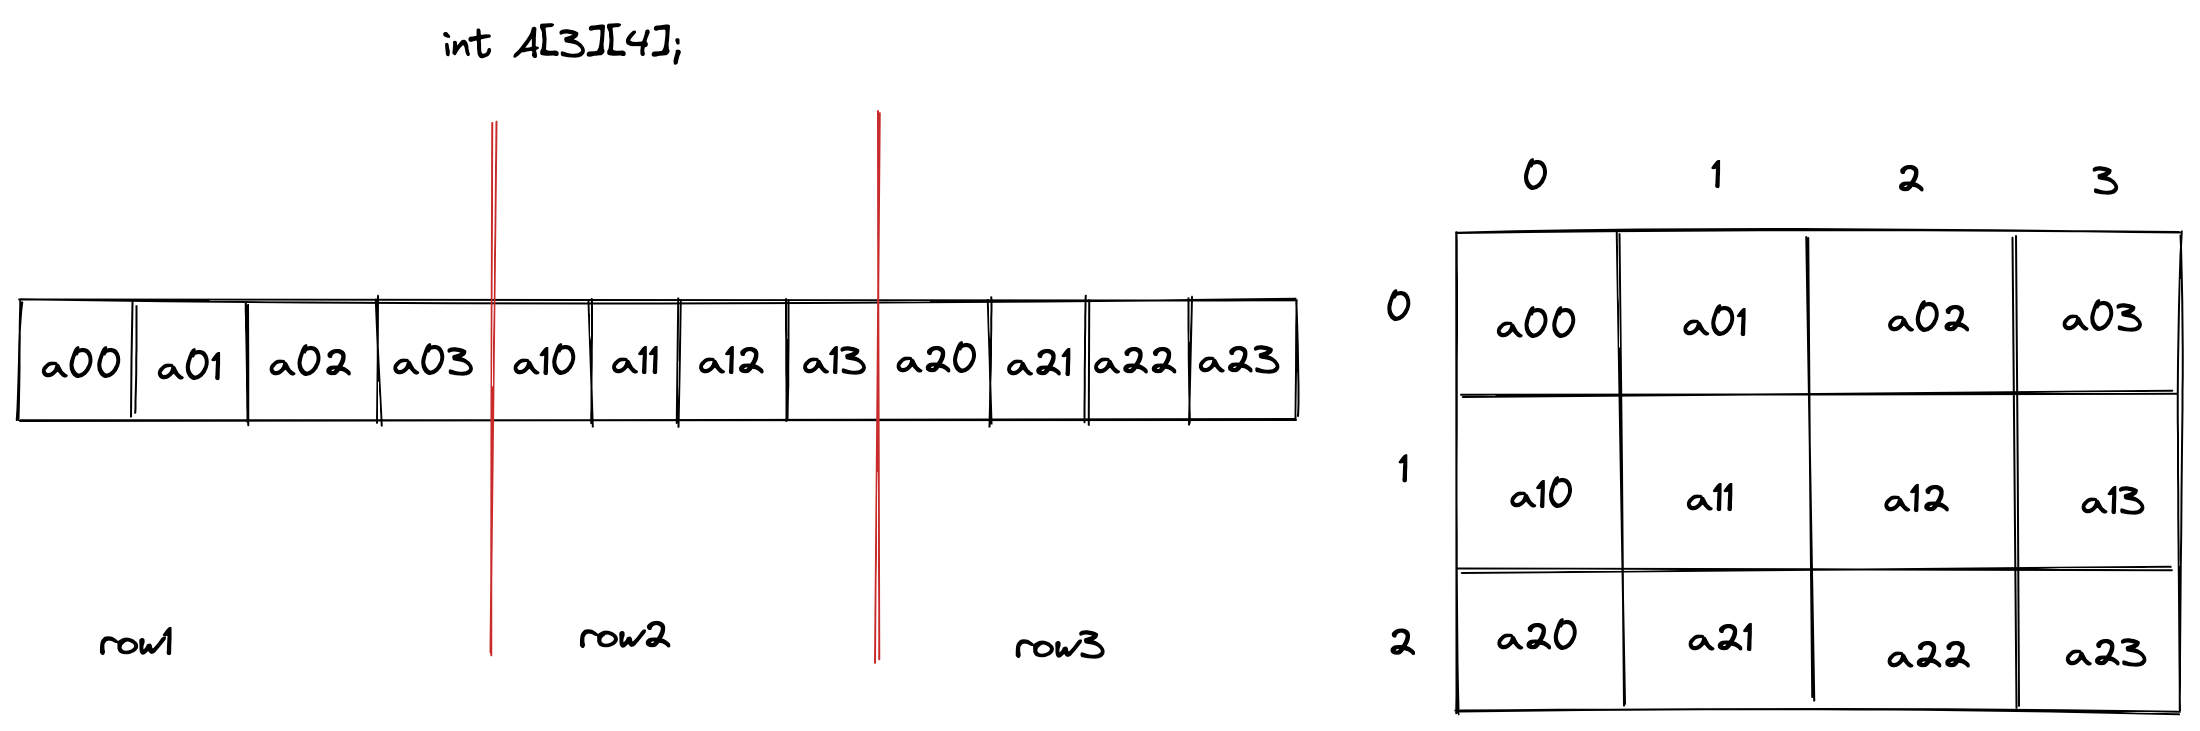 int A[3][4];
a00 a01 a02 a03 a10 a11 a12 a13 a20 a21 a22 a23
row1 row2 row3
0 1 2 3
0 a00 a01 a02 a03
1 a10 a11 a12 a13
2 a20 a21 a22 a23